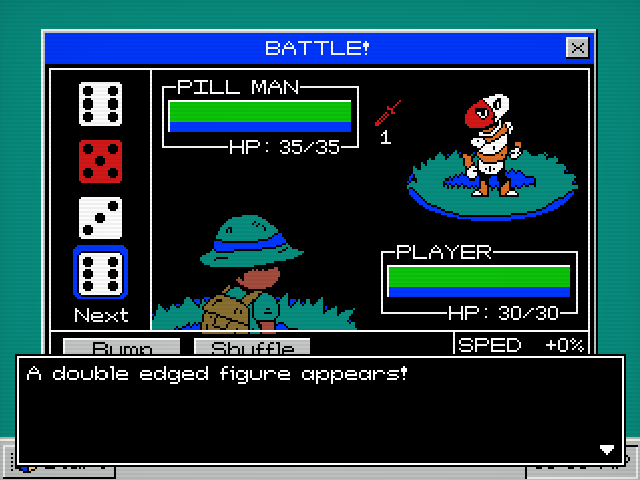 BATTLE!
PILL MAN
HP: 35/35
1
PLAYER
HP: 30/30
Next
Bump
Shuffle
SPED +0%
A double edged figure appears!